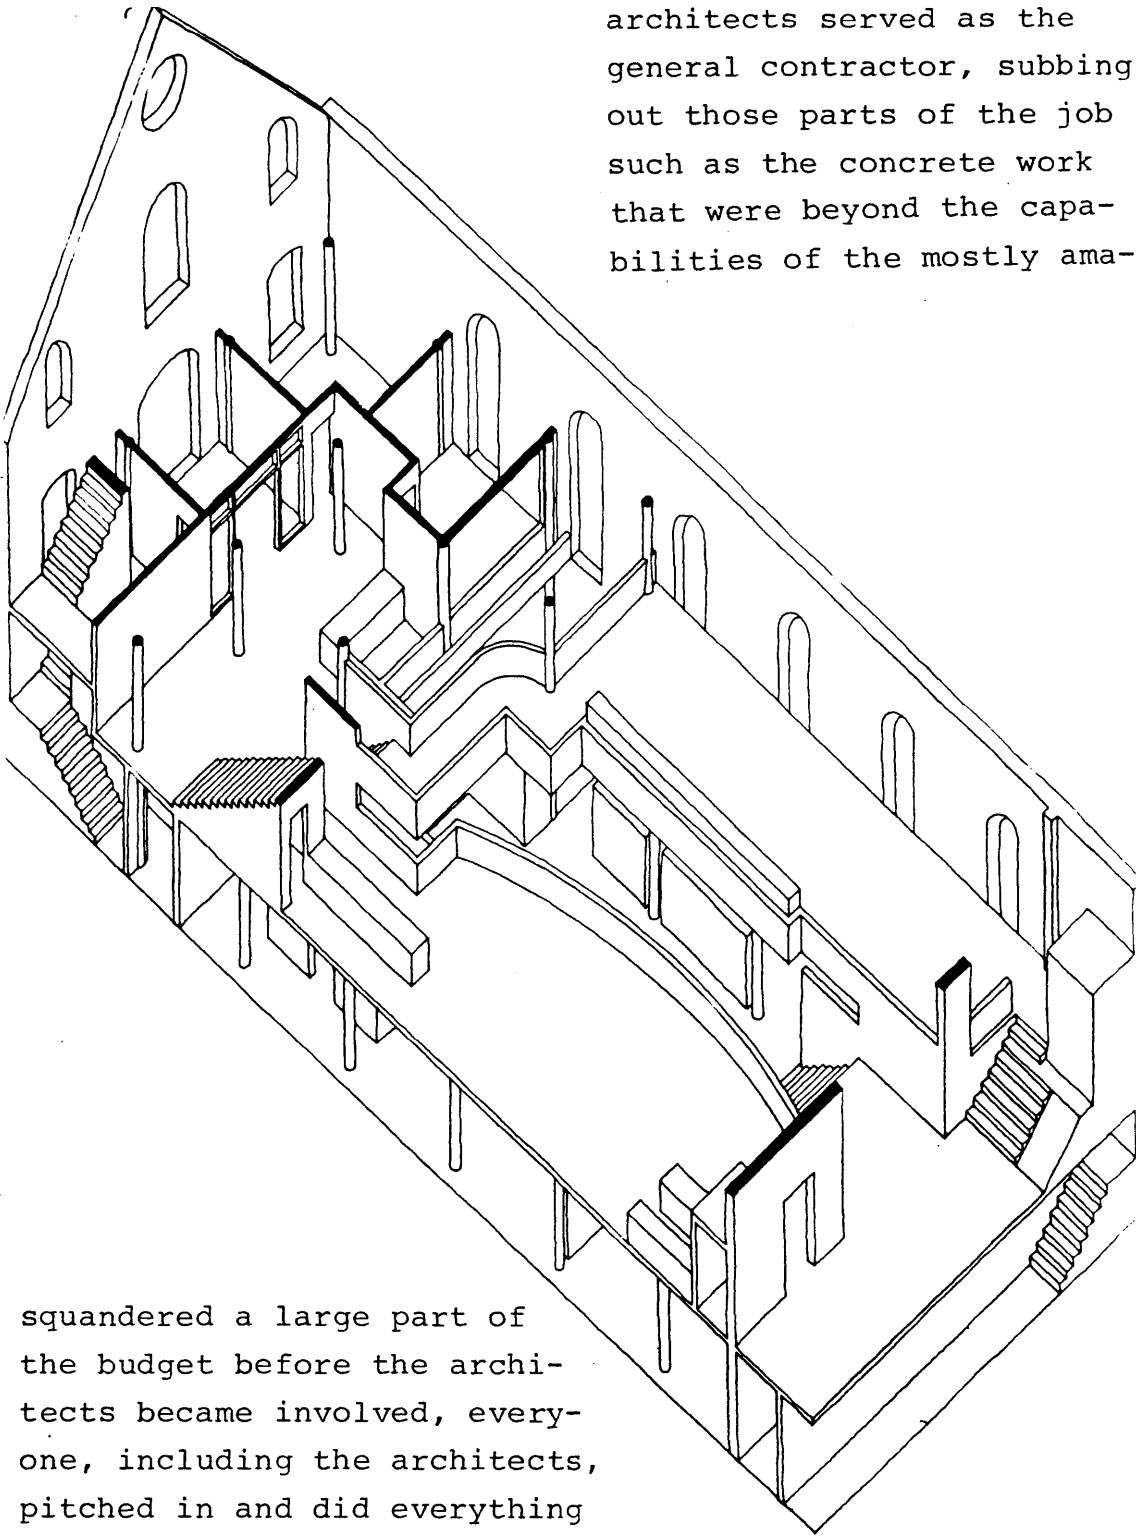 architects served as the
general contractor, subbing
out those parts of the job
such as the concrete work
that were beyond the capa-
bilities of the mostly ama-
squandered a large part of
the budget before the archi-
tects became involved, every-
one, including the architects,
pitched in and did everything